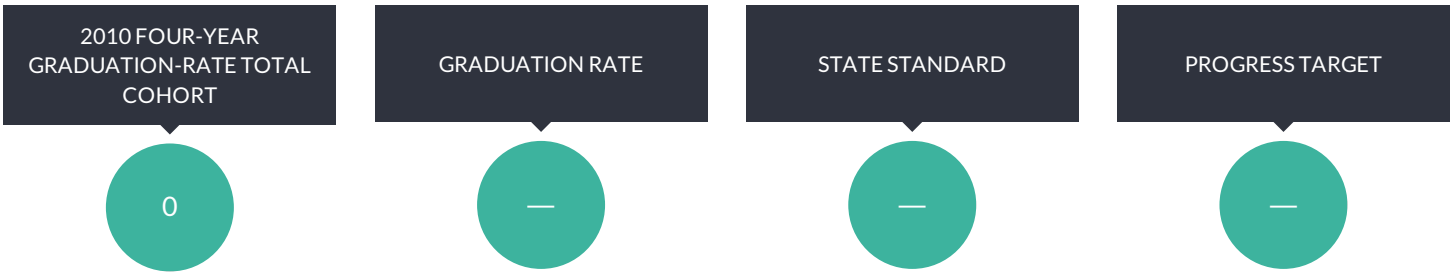 2010 FOUR-YEAR
GRADUATION-RATE TOTAL
COHORT
GRADUATION RATE
STATE STANDARD
PROGRESS TARGET
0
—
—
—